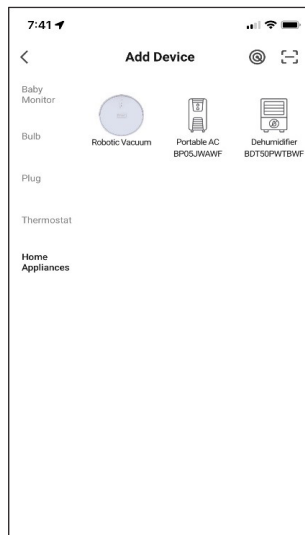 7:41
Add Device
Baby
Monitor
Bulb
Plug
Thermostat
Home
Appliances
Robotic Vacuum
Portable AC
BP05JWAWF
Dehumidifier
BDT50PWTBWF